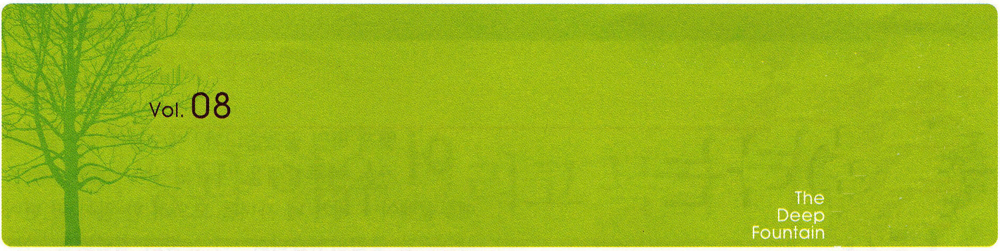 Vol. 08
The
Deep
Fountain